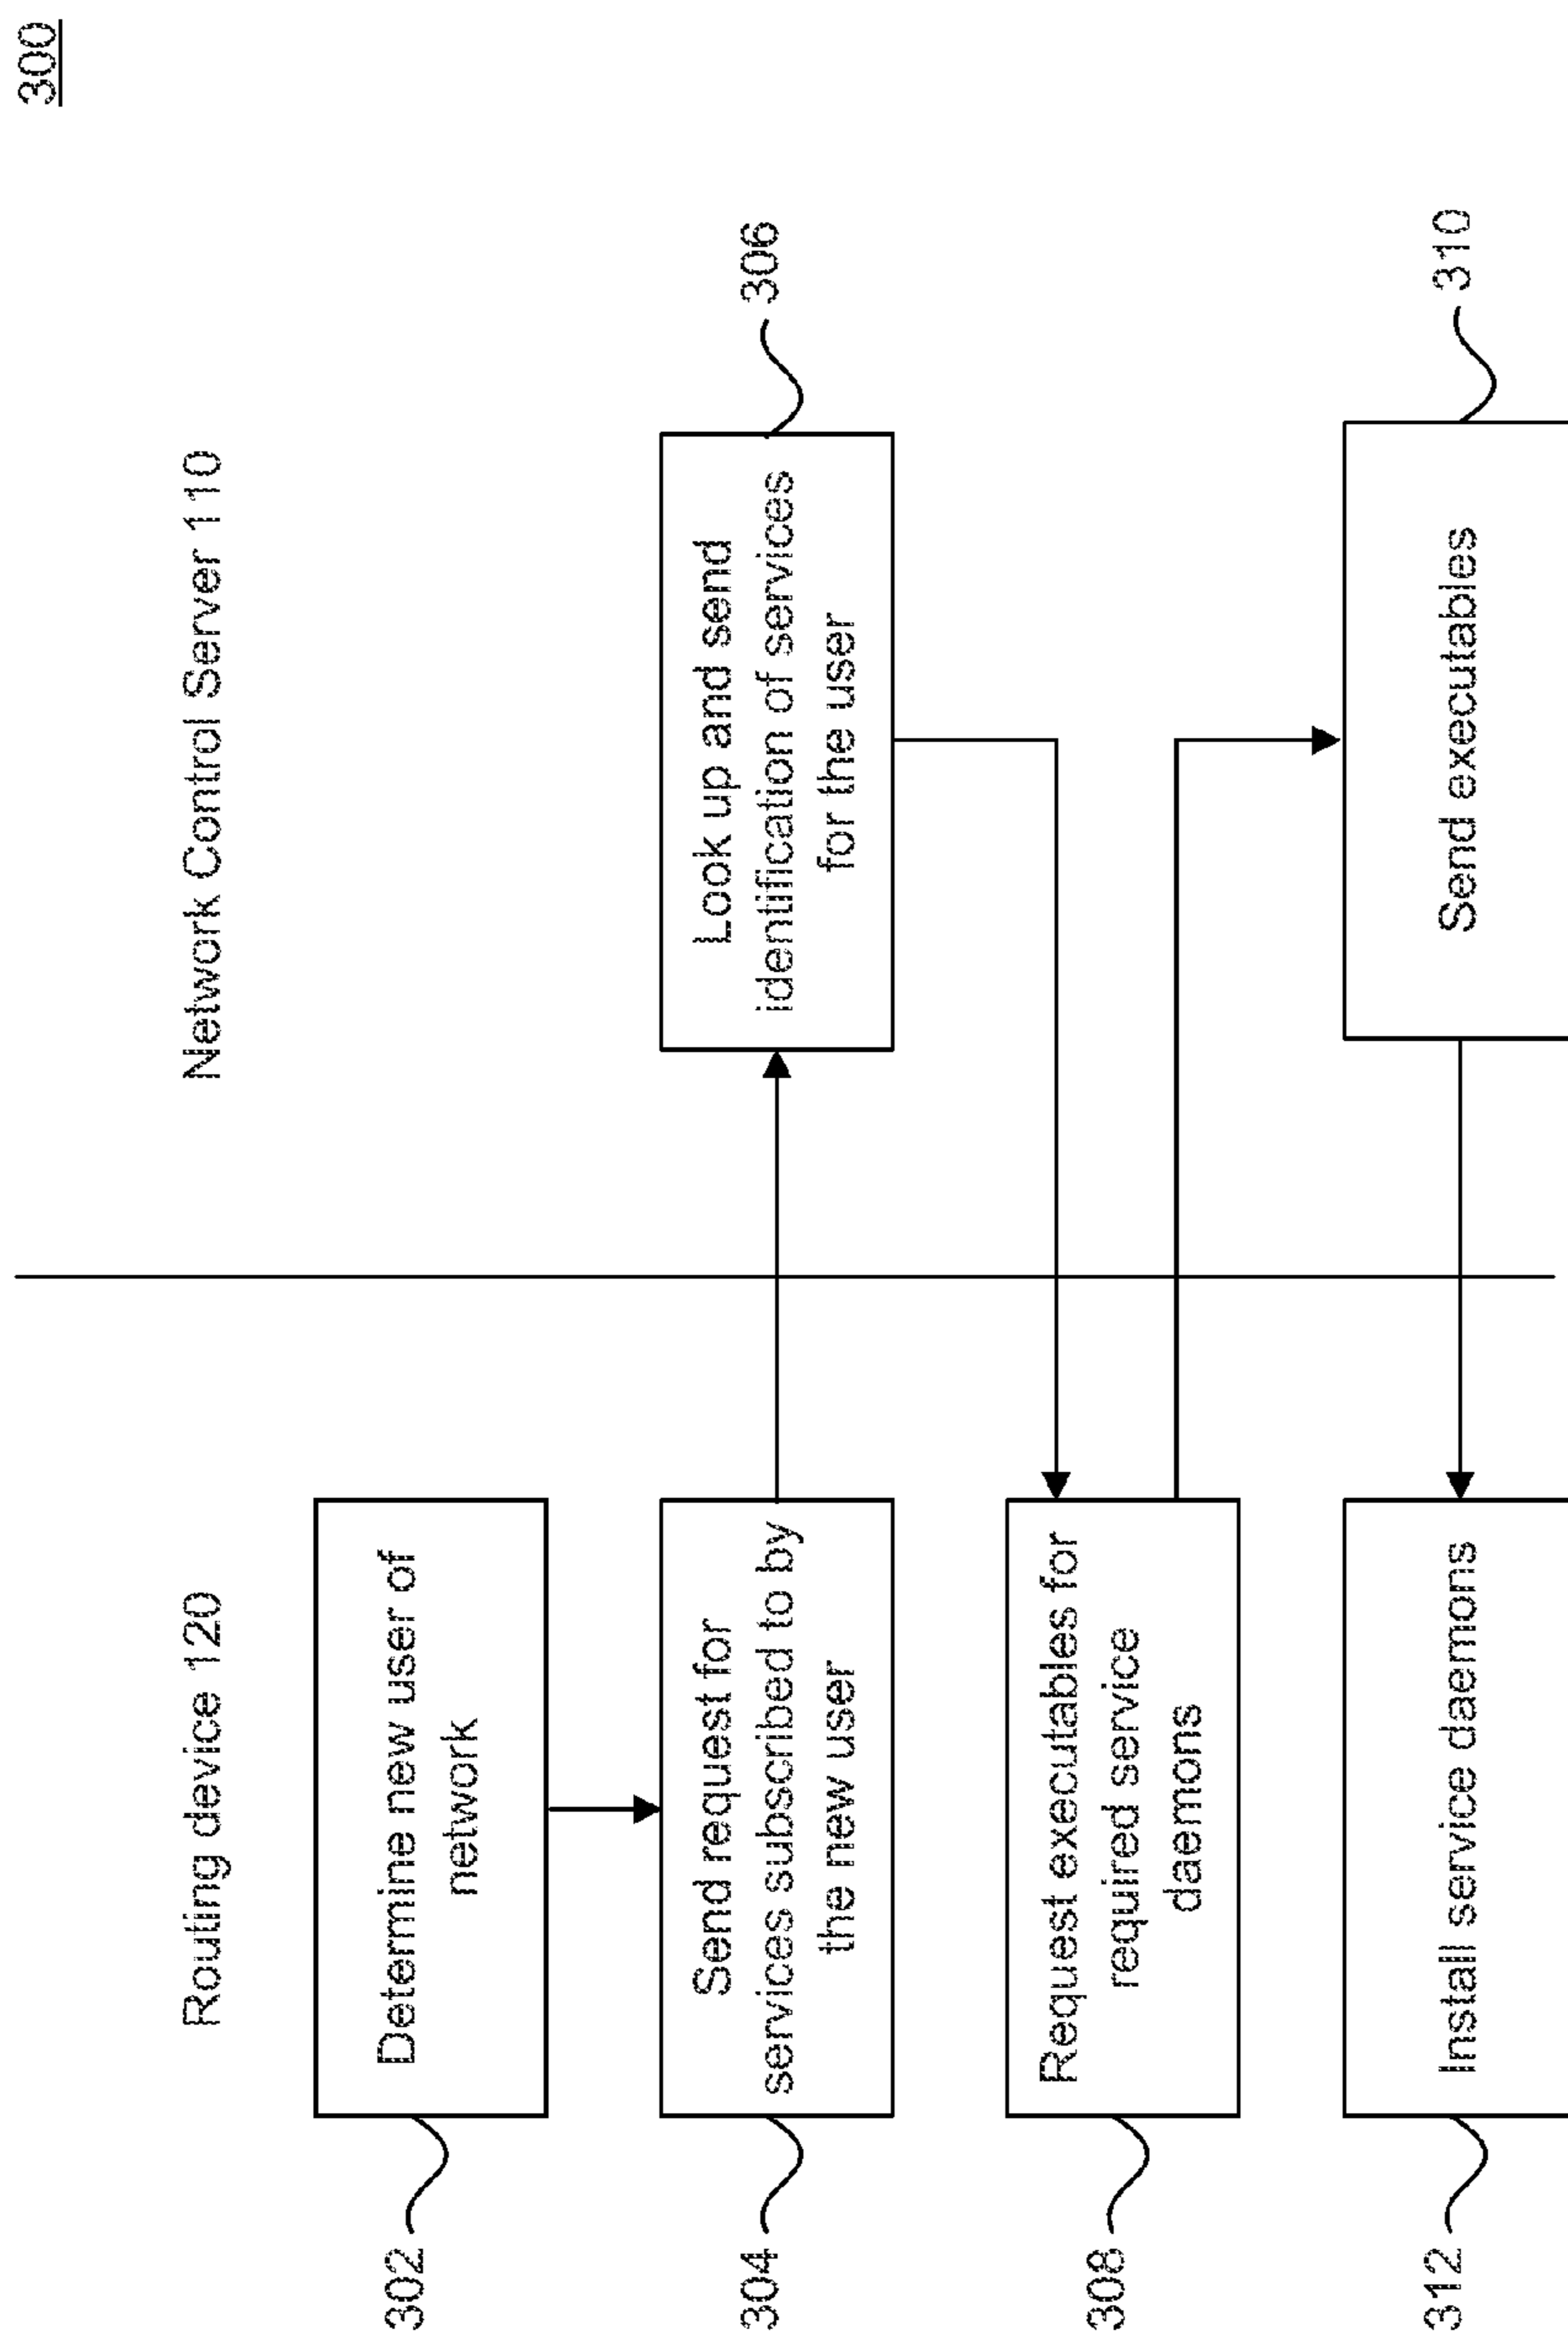 300
Routing device 120
Network Control Server 110
302
Determine new user of
network
304
Send request for
services subscribed to by
the new user
Look up and send
identification of services
for the user
306
308
Request executables for
required service
daemons
312
Install service daemons
Send executables
310